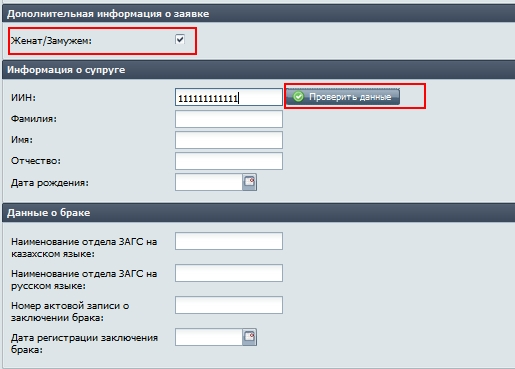 Дополнительная информация о заявке
Женат/Замужем:
Информация о супруге
ИИН: 111111111111 Проверить данные
Фамилия:
Имя:
Отчество:
Дата рождения:
Данные о браке
Наименование отдела ЗАГС на
казахском языке:
Наименование отдела ЗАГС на
русском языке:
Номер актовой записи о
заключении брака:
Дата регистрации заключения
брака: